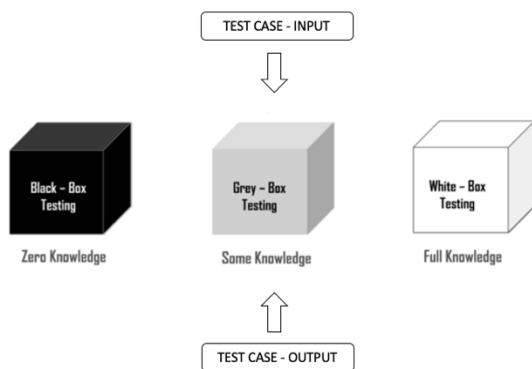 TEST CASE - INPUT
Black – Box
Testing
Grey – Box
Testing
White – Box
Testing
Zero Knowledge
Some Knowledge
Full Knowledge
TEST CASE - OUTPUT